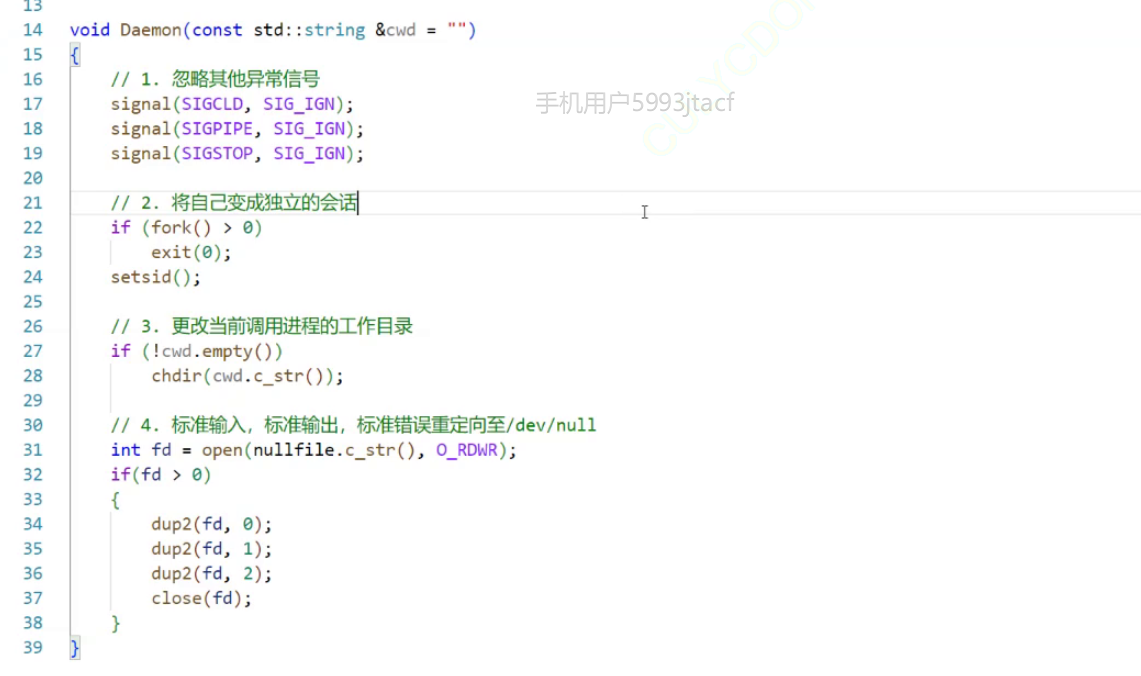 13
14 void Daemon(const std::string &cwd = "")
15 {
16 // 1. 忽略其他异常信号
17 signal(SIGCLD, SIG_IGN);
手机用户5993jtacf
18 signal(SIGPIPE, SIG_IGN);
19 signal(SIGSTOP, SIG_IGN);
20
21 // 2. 将自己变成独立的会话
22 if (fork() > 0)
23 exit(0);
24 setsid();
25
26 // 3. 更改当前调用进程的工作目录
27 if (!cwd.empty())
28 chdir(cwd.c_str());
29
30 // 4. 标准输入，标准输出，标准错误重定向至/dev/null
31 int fd = open(nullfile.c_str(), O_RDWR);
32 if(fd > 0)
33 {
34 dup2(fd, 0);
35 dup2(fd, 1);
36 dup2(fd, 2);
37 close(fd);
38 }
39 }